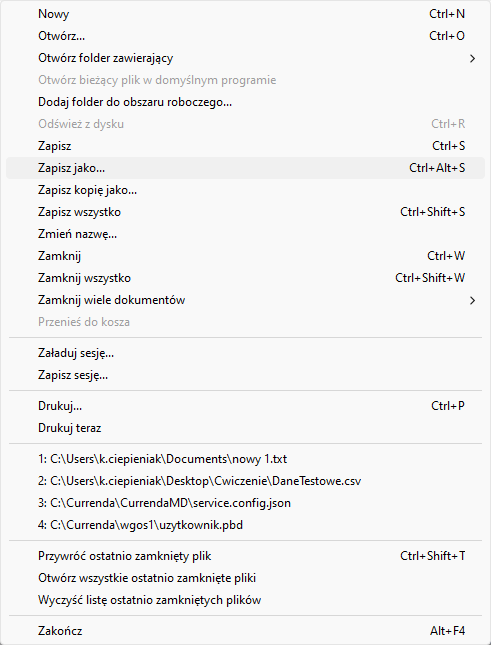 Nowy Ctrl+N
Otwórz... Ctrl+O
Otwórz folder zawierający
Otwórz bieżący plik w domyślnym programie
Dodaj folder do obszaru roboczego...
Odśwież z dysku Ctrl+R
Zapisz Ctrl+S
Zapisz jako... Ctrl+Alt+S
Zapisz kopię jako...
Zapisz wszystko Ctrl+Shift+S
Zmień nazwę...
Zamknij Ctrl+W
Zamknij wszystko Ctrl+Shift+W
Zamknij wiele dokumentów
Przenieś do kosza
Załaduj sesję...
Zapisz sesję...
Drukuj... Ctrl+P
Drukuj teraz
1: C:\Users\k.ciepieniak\Documents\nowy 1.txt
2: C:\Users\k.ciepieniak\Desktop\Cwiczenie\DaneTestowe.csv
3: C:\Currenda\CurrendaMD\service.config.json
4: C:\Currenda\wgos1\uzytkownik.pbd
Przywróć ostatnio zamknięty plik Ctrl+Shift+T
Otwórz wszystkie ostatnio zamknięte pliki
Wyczyść listę ostatnio zamkniętych plików
Zakończ Alt+F4